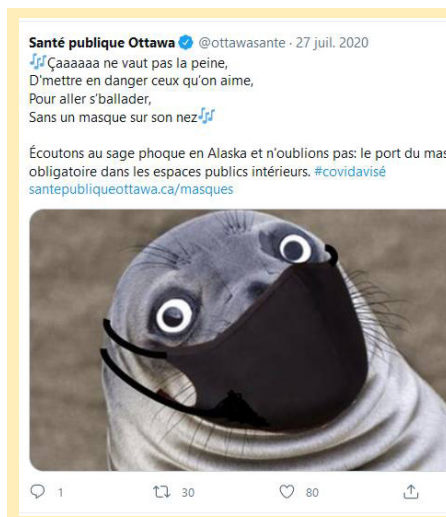 Santé publique Ottawa @ottawasante · 27 juil. 2020
🎶Çaaaaaa ne vaut pas la peine,
D'mettre en danger ceux qu'on aime,
Pour aller s'ballader,
Sans un masque sur son nez🎶
Écoutons au sage phoque en Alaska et n'oublions pas: le port du mas
obligatoire dans les espaces publics intérieurs. #covidavisé
santepubliqueottawa.ca/masques
1 30 80